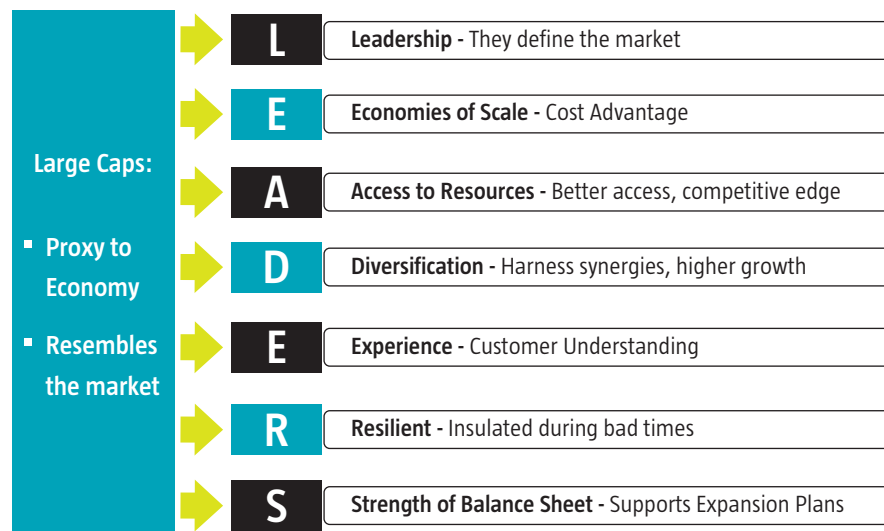 Large Caps:
▪ Proxy to
Economy
▪ Resembles
the market
L
Leadership - They define the market
E
Economies of Scale - Cost Advantage
A
Access to Resources - Better access, competitive edge
D
Diversification - Harness synergies, higher growth
E
Experience - Customer Understanding
R
Resilient - Insulated during bad times
S
Strength of Balance Sheet - Supports Expansion Plans